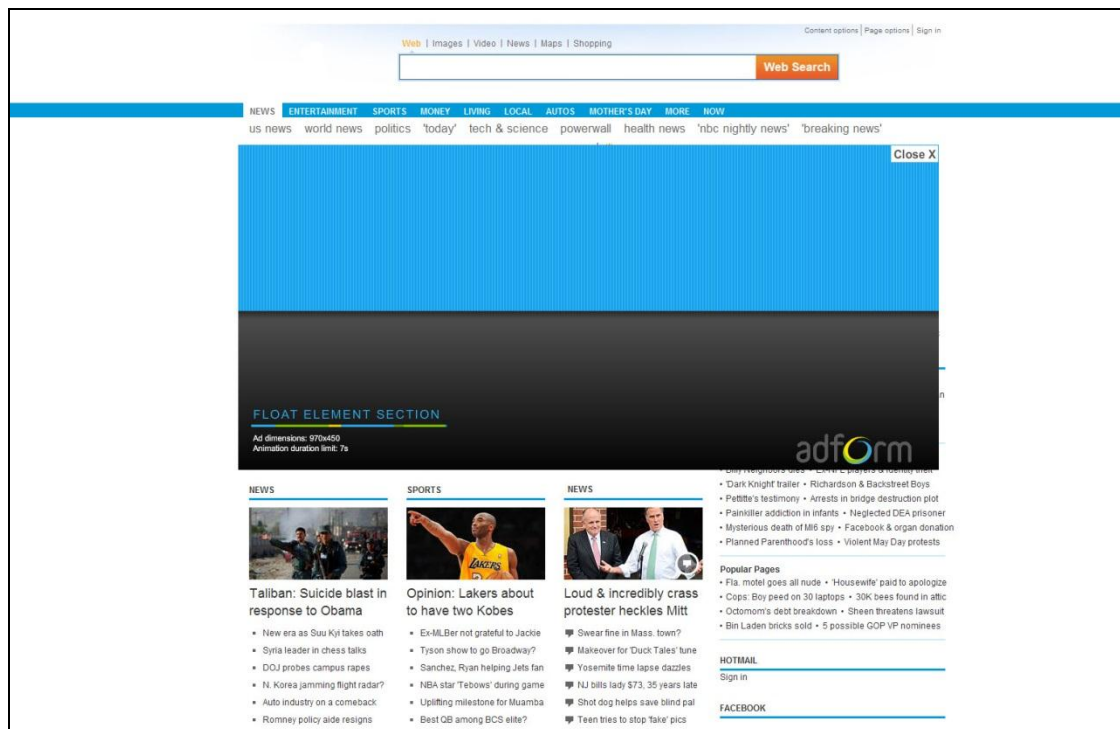 Content options | Page options | Sign in
Web | Images | Video | News | Maps | Shopping
Web Search
NEWS ENTERTAINMENT SPORTS MONEY LIVING LOCAL AUTOS MOTHER'S DAY MORE NOW
us news world news politics 'today' tech & science powerwall health news 'nbc nightly news' 'breaking news'
Close X
FLOAT ELEMENT SECTION
Ad dimensions: 970x450
Animation duration limit: 7s
adform
NEWS
LAKERS
Taliban: Suicide blast in
response to Obama
▪ New era as Suu Kyi takes oath
▪ Syria leader in chess talks
▪ DOJ probes campus rapes
▪ N. Korea jamming flight radar?
▪ Auto industry on a comeback
▪ Romney policy aide resigns
SPORTS
Opinion: Lakers about
to have two Kobes
▪ Ex-MLBer not grateful to Jackie
▪ Tyson show to go Broadway?
▪ Sanchez, Ryan helping Jets fan
▪ NBA star 'Tebows' during game
▪ Uplifting milestone for Muamba
▪ Best QB among BCS elite?
NEWS
Loud & incredibly crass
protester heckles Mitt
Swear fine in Mass. town?
Makeover for 'Duck Tales' tune
Yosemite time lapse dazzles
NJ bills lady $73, 35 years late
Shot dog helps save blind pal
Teen tries to stop 'fake' pics
• Billy Neighbors dies • Ex-NFL players & identity theft
• 'Dark Knight' trailer • Richardson & Backstreet Boys
• Pettitte's testimony • Arrests in bridge destruction plot
• Painkiller addiction in infants • Neglected DEA prisoner
• Mysterious death of MI6 spy • Facebook & organ donation
• Planned Parenthood's loss • Violent May Day protests
Popular Pages
• Fla. motel goes all nude • 'Housewife' paid to apologize
• Cops: Boy peed on 30 laptops • 30K bees found in attic
• Octomom's debt breakdown • Sheen threatens lawsuit
• Bin Laden bricks sold • 5 possible GOP VP nominees
HOTMAIL
Sign in
FACEBOOK